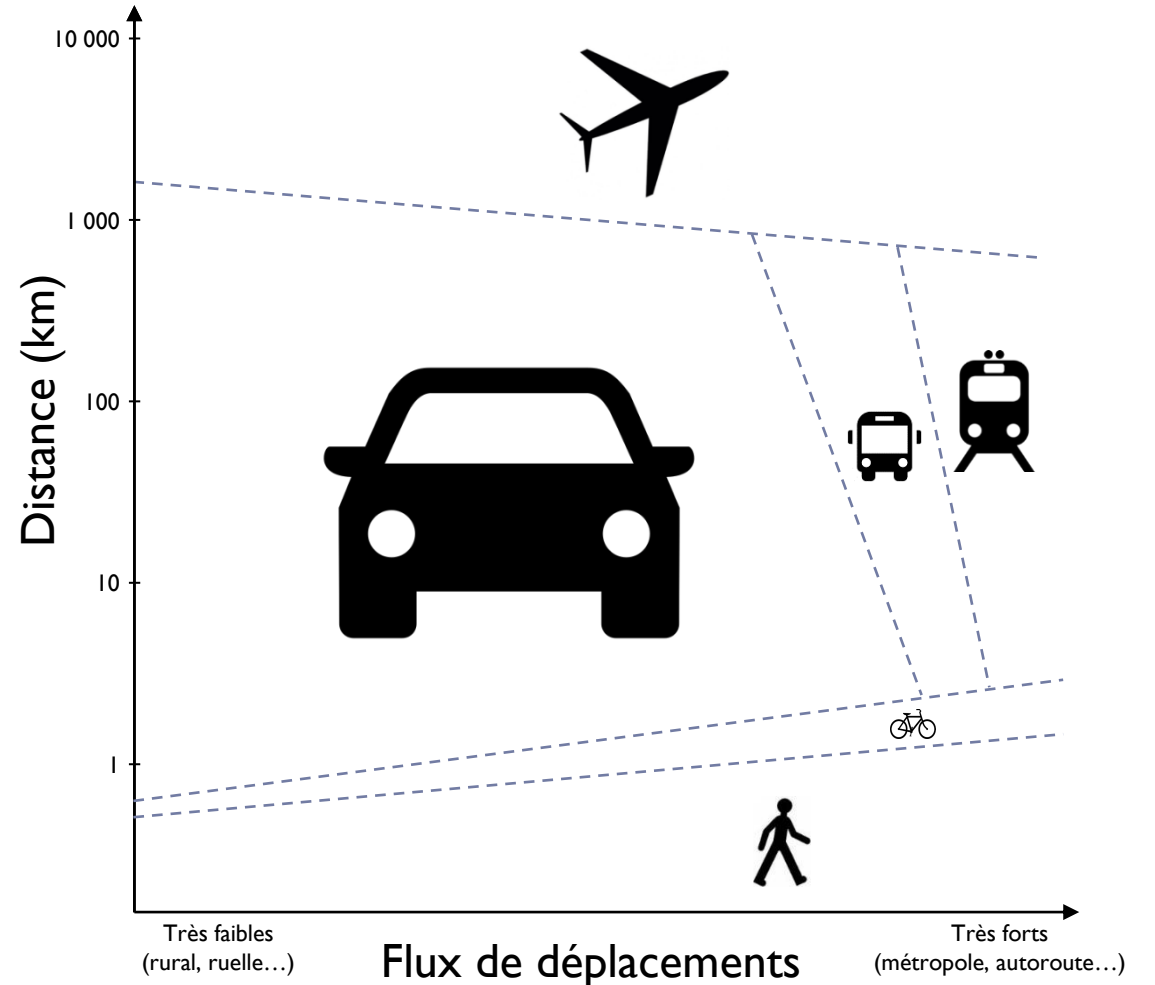 10 000
1 000
100
10
1
Distance (km)
Très faibles
(rural, ruelle…)
Flux de déplacements
Très forts
(métropole, autoroute…)